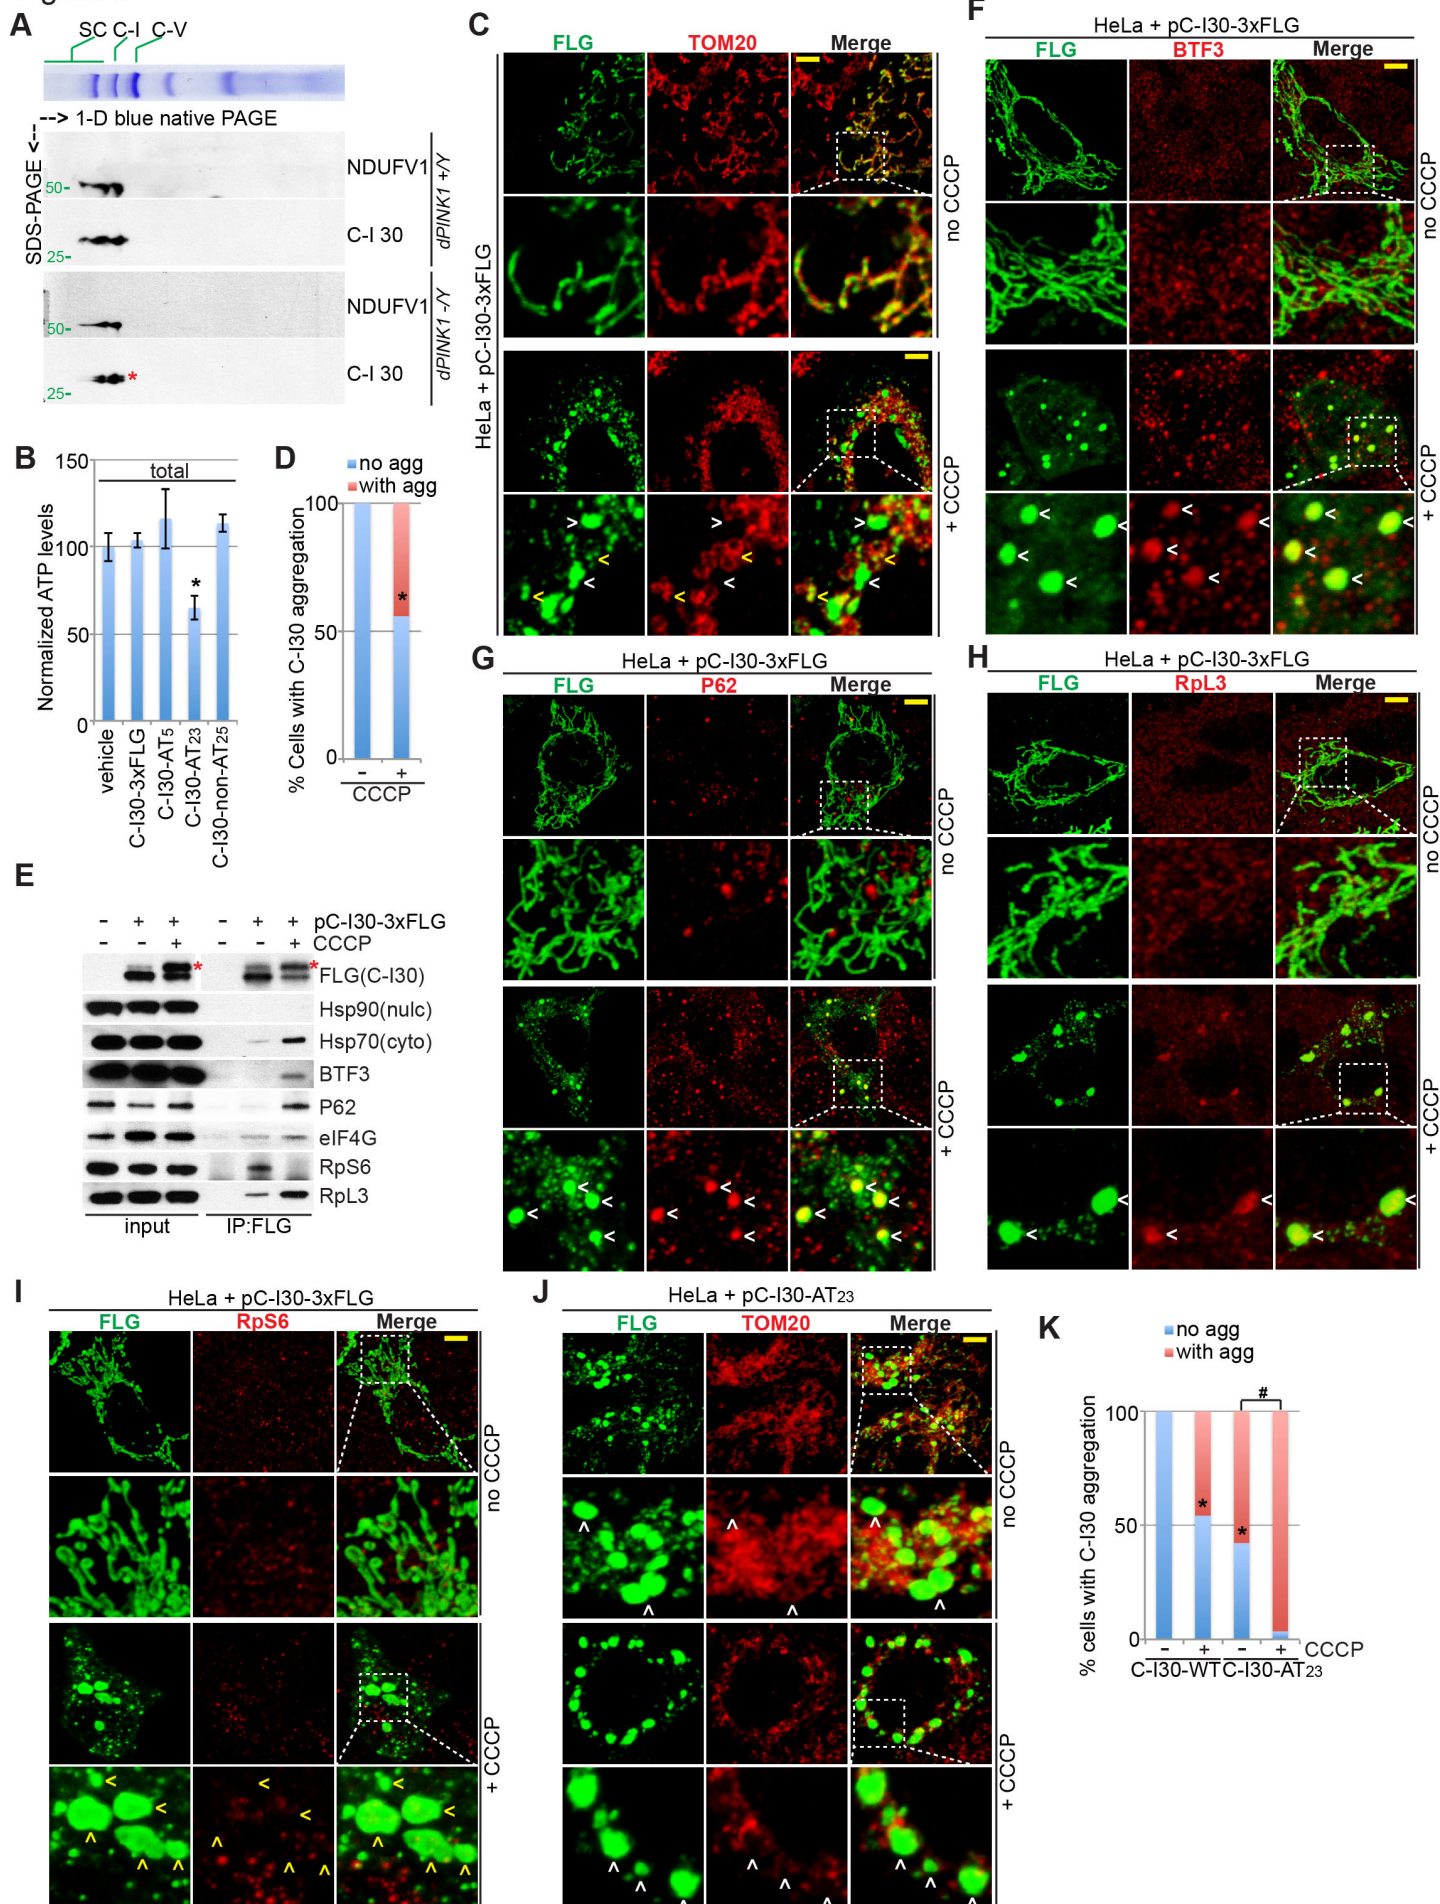 A
SC C-I C-V
--> 1-D blue native PAGE
SDS-PAGE <--
50-
NDUFV1
25-
C-I 30
dPINK1 +/Y
50-
NDUFV1
25-
C-I 30
*
dPINK1 -/Y
B
150
100
50
0
Normalized ATP levels
total
*
vehicle
C-I30-3xFLG
C-I30-AT5
C-I30-AT23
C-I30-non-AT25
C
FLG TOM20 Merge
HeLa + pC-I30-3xFLG
no CCCP
+ CCCP
D
no agg
with agg
100
50
0
% Cells with C-I30 aggregation
*
- +
CCCP
E
- + + - + + pC-I30-3xFLG
- + - + CCCP
* * FLG(C-I30)
Hsp90(nulc)
Hsp70(cyto)
BTF3
P62
eIF4G
RpS6
RpL3
input IP:FLG
F
HeLa + pC-I30-3xFLG
FLG BTF3 Merge
no CCCP
+ CCCP
G
HeLa + pC-I30-3xFLG
FLG P62 Merge
no CCCP
+ CCCP
H
HeLa + pC-I30-3xFLG
FLG RpL3 Merge
no CCCP
+ CCCP
I
HeLa + pC-I30-3xFLG
FLG RpS6 Merge
no CCCP
+ CCCP
J
HeLa + pC-I30-AT23
FLG TOM20 Merge
no CCCP
+ CCCP
K
no agg
with agg
#
100
50
0
% cells with C-I30 aggregation
* *
- + - + CCCP
C-I30-WT C-I30-AT23